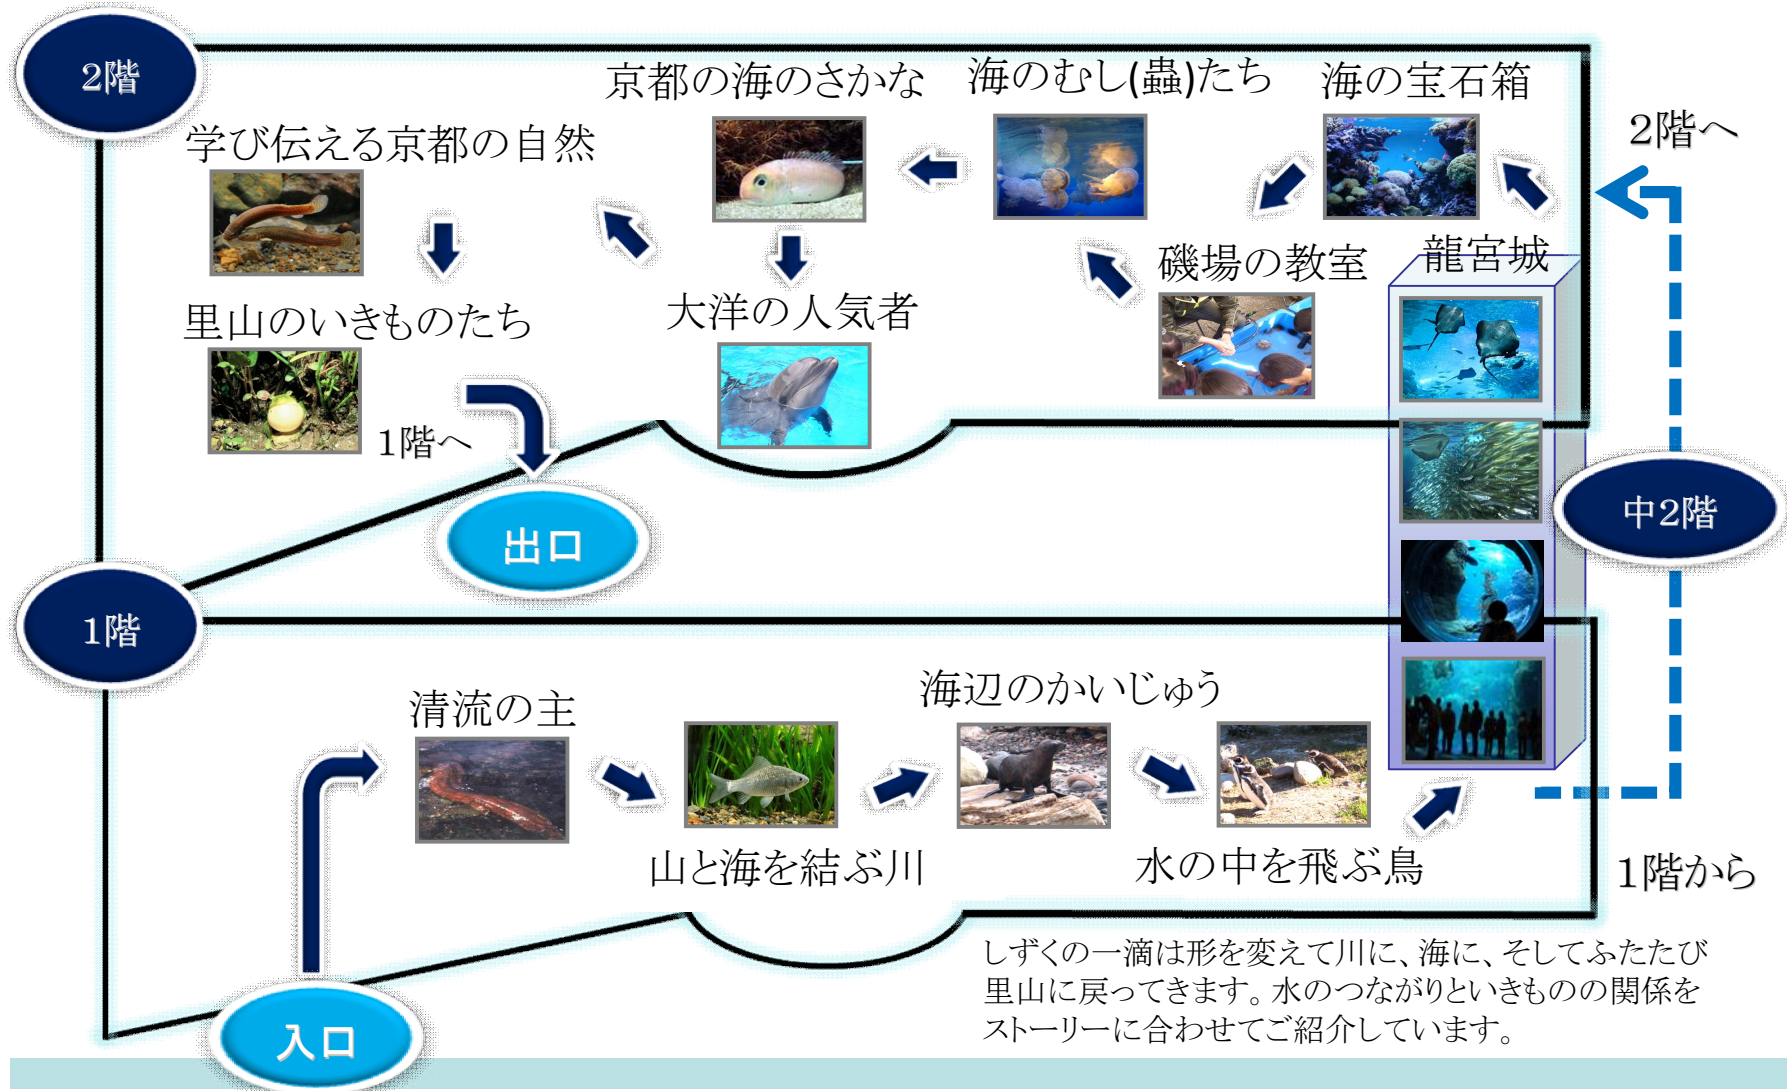 2階
京都の海のさかな
海のむし(蟲)たち
海の宝石箱
2階へ
学び伝える京都の自然
磯場の教室
龍宮城
里山のいきものたち
大洋の人気者
1階へ
出口
中2階
1階
清流の主
海辺のかいじゅう
山と海を結ぶ川
水の中を飛ぶ鳥
1階から
しずくの一滴は形を変えて川に、海に、そしてふたたび
里山に戻ってきます。水のつながりといきものの関係を
ストーリーに合わせてご紹介しています。
入口